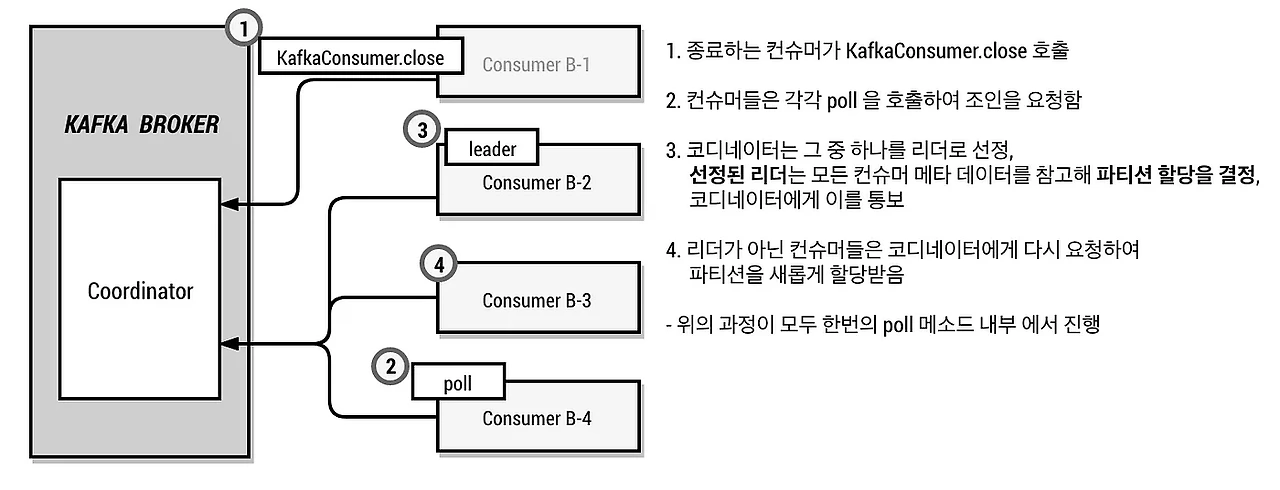 1
KafkaConsumer.close
Consumer B-1
KAFKA BROKER
3
leader
Consumer B-2
Coordinator
4
Consumer B-3
2
poll
Consumer B-4
1. 종료하는 컨슈머가 KafkaConsumer.close 호출
2. 컨슈머들은 각각 poll 을 호출하여 조인을 요청함
3. 코디네이터는 그 중 하나를 리더로 선정,
선정된 리더는 모든 컨슈머 메타 데이터를 참고해 파티션 할당을 결정,
코디네이터에게 이를 통보
4. 리더가 아닌 컨슈머들은 코디네이터에게 다시 요청하여
파티션을 새롭게 할당받음
- 위의 과정이 모두 한번의 poll 메소드 내부 에서 진행